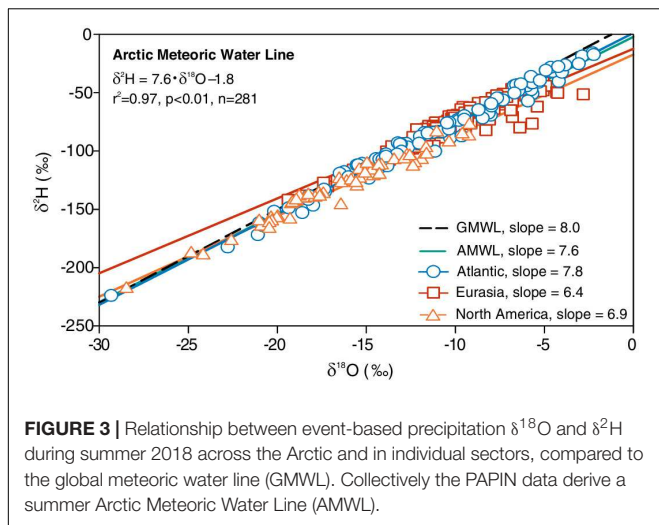 Arctic Meteoric Water Line
δ²H = 7.6•δ¹⁸O–1.8
r²=0.97, p<0.01, n=281
0
-50
-100
-150
-200
-250
δ²H (‰)
GMWL, slope = 8.0
AMWL, slope = 7.6
Atlantic, slope = 7.8
Eurasia, slope = 6.4
North America, slope = 6.9
-30 -25 -20 -15 -10 -5 0
δ¹⁸O (‰)
FIGURE 3 | Relationship between event-based precipitation δ¹⁸O and δ²H
during summer 2018 across the Arctic and in individual sectors, compared to
the global meteoric water line (GMWL). Collectively the PAPIN data derive a
summer Arctic Meteoric Water Line (AMWL).